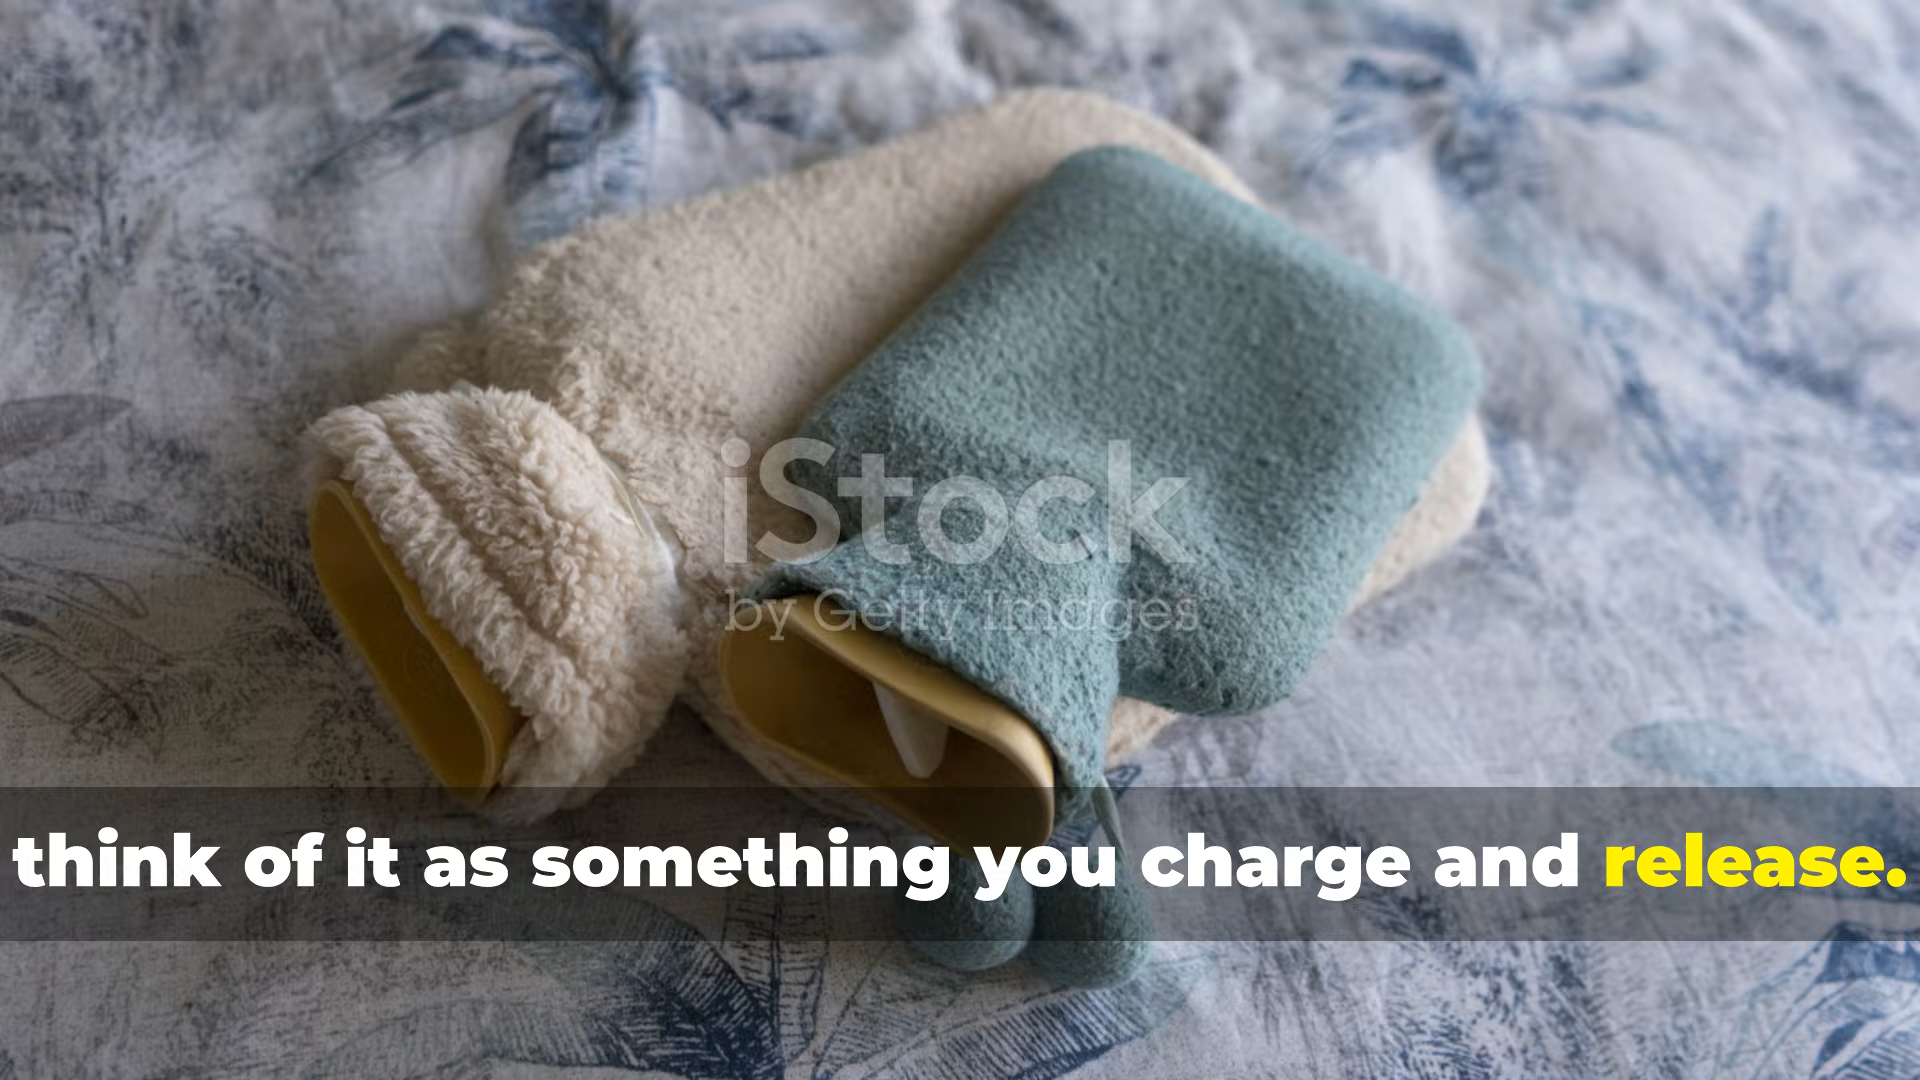 iStock
by Getty Images
think of it as something you charge and release.